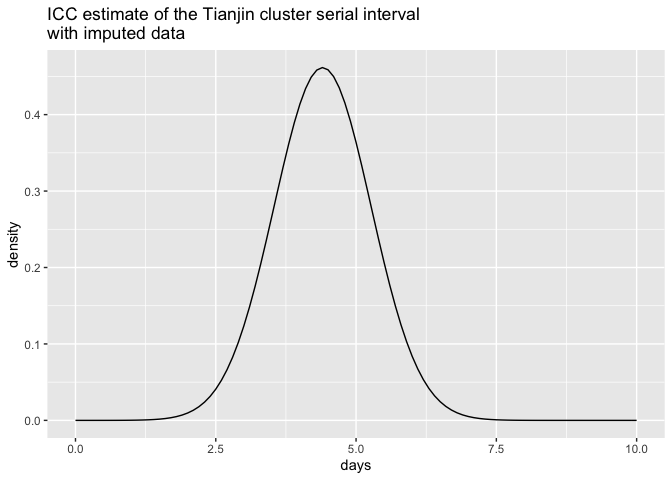 ICC estimate of the Tianjin cluster serial interval
with imputed data
0.4
0.3
0.2
0.1
0.0
density
0.0 2.5 5.0 7.5 10.0
days